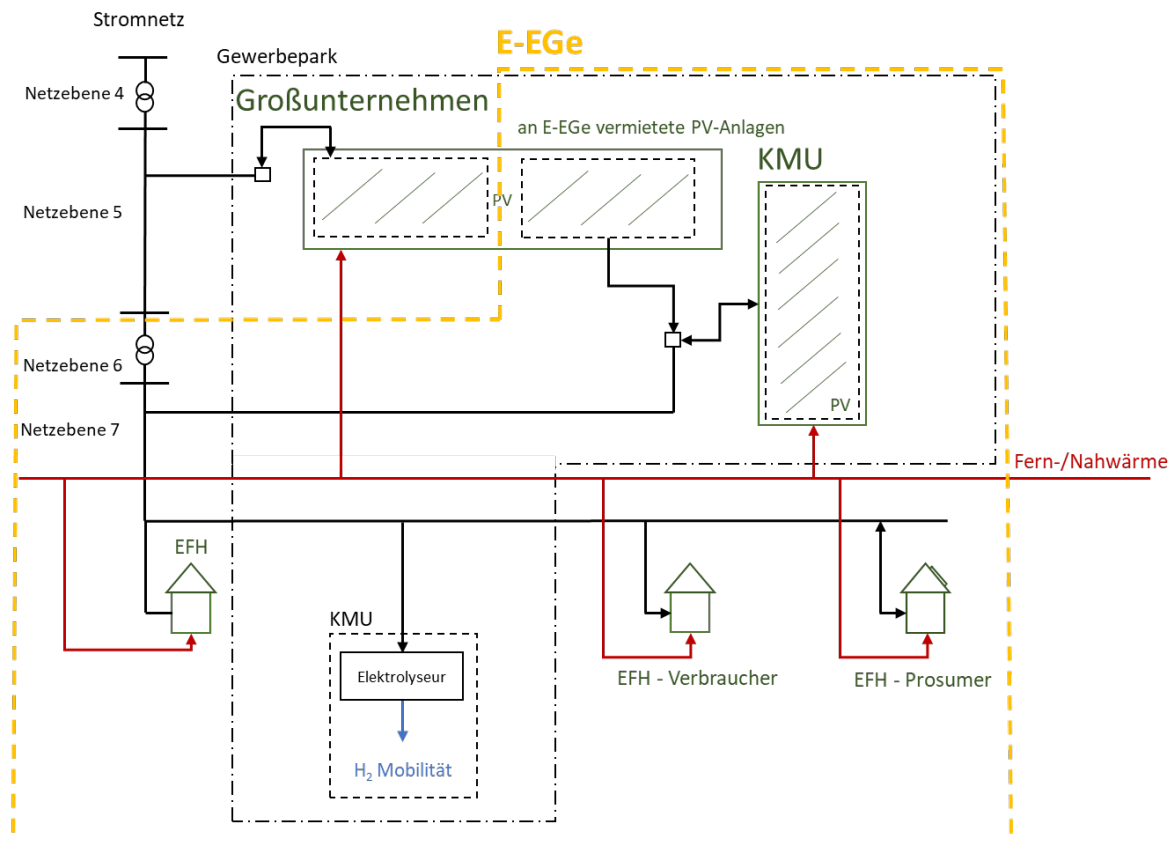 Stromnetz
E-EGe
Gewerbepark
Netzebene 4
Großunternehmen
an E-EGe vermietete PV-Anlagen
KMU
PV
Netzebene 5
Netzebene 6
PV
Netzebene 7
Fern-/Nahwärme
EFH
KMU
Elektrolyseur
EFH - Verbraucher
EFH - Prosumer
H₂ Mobilität